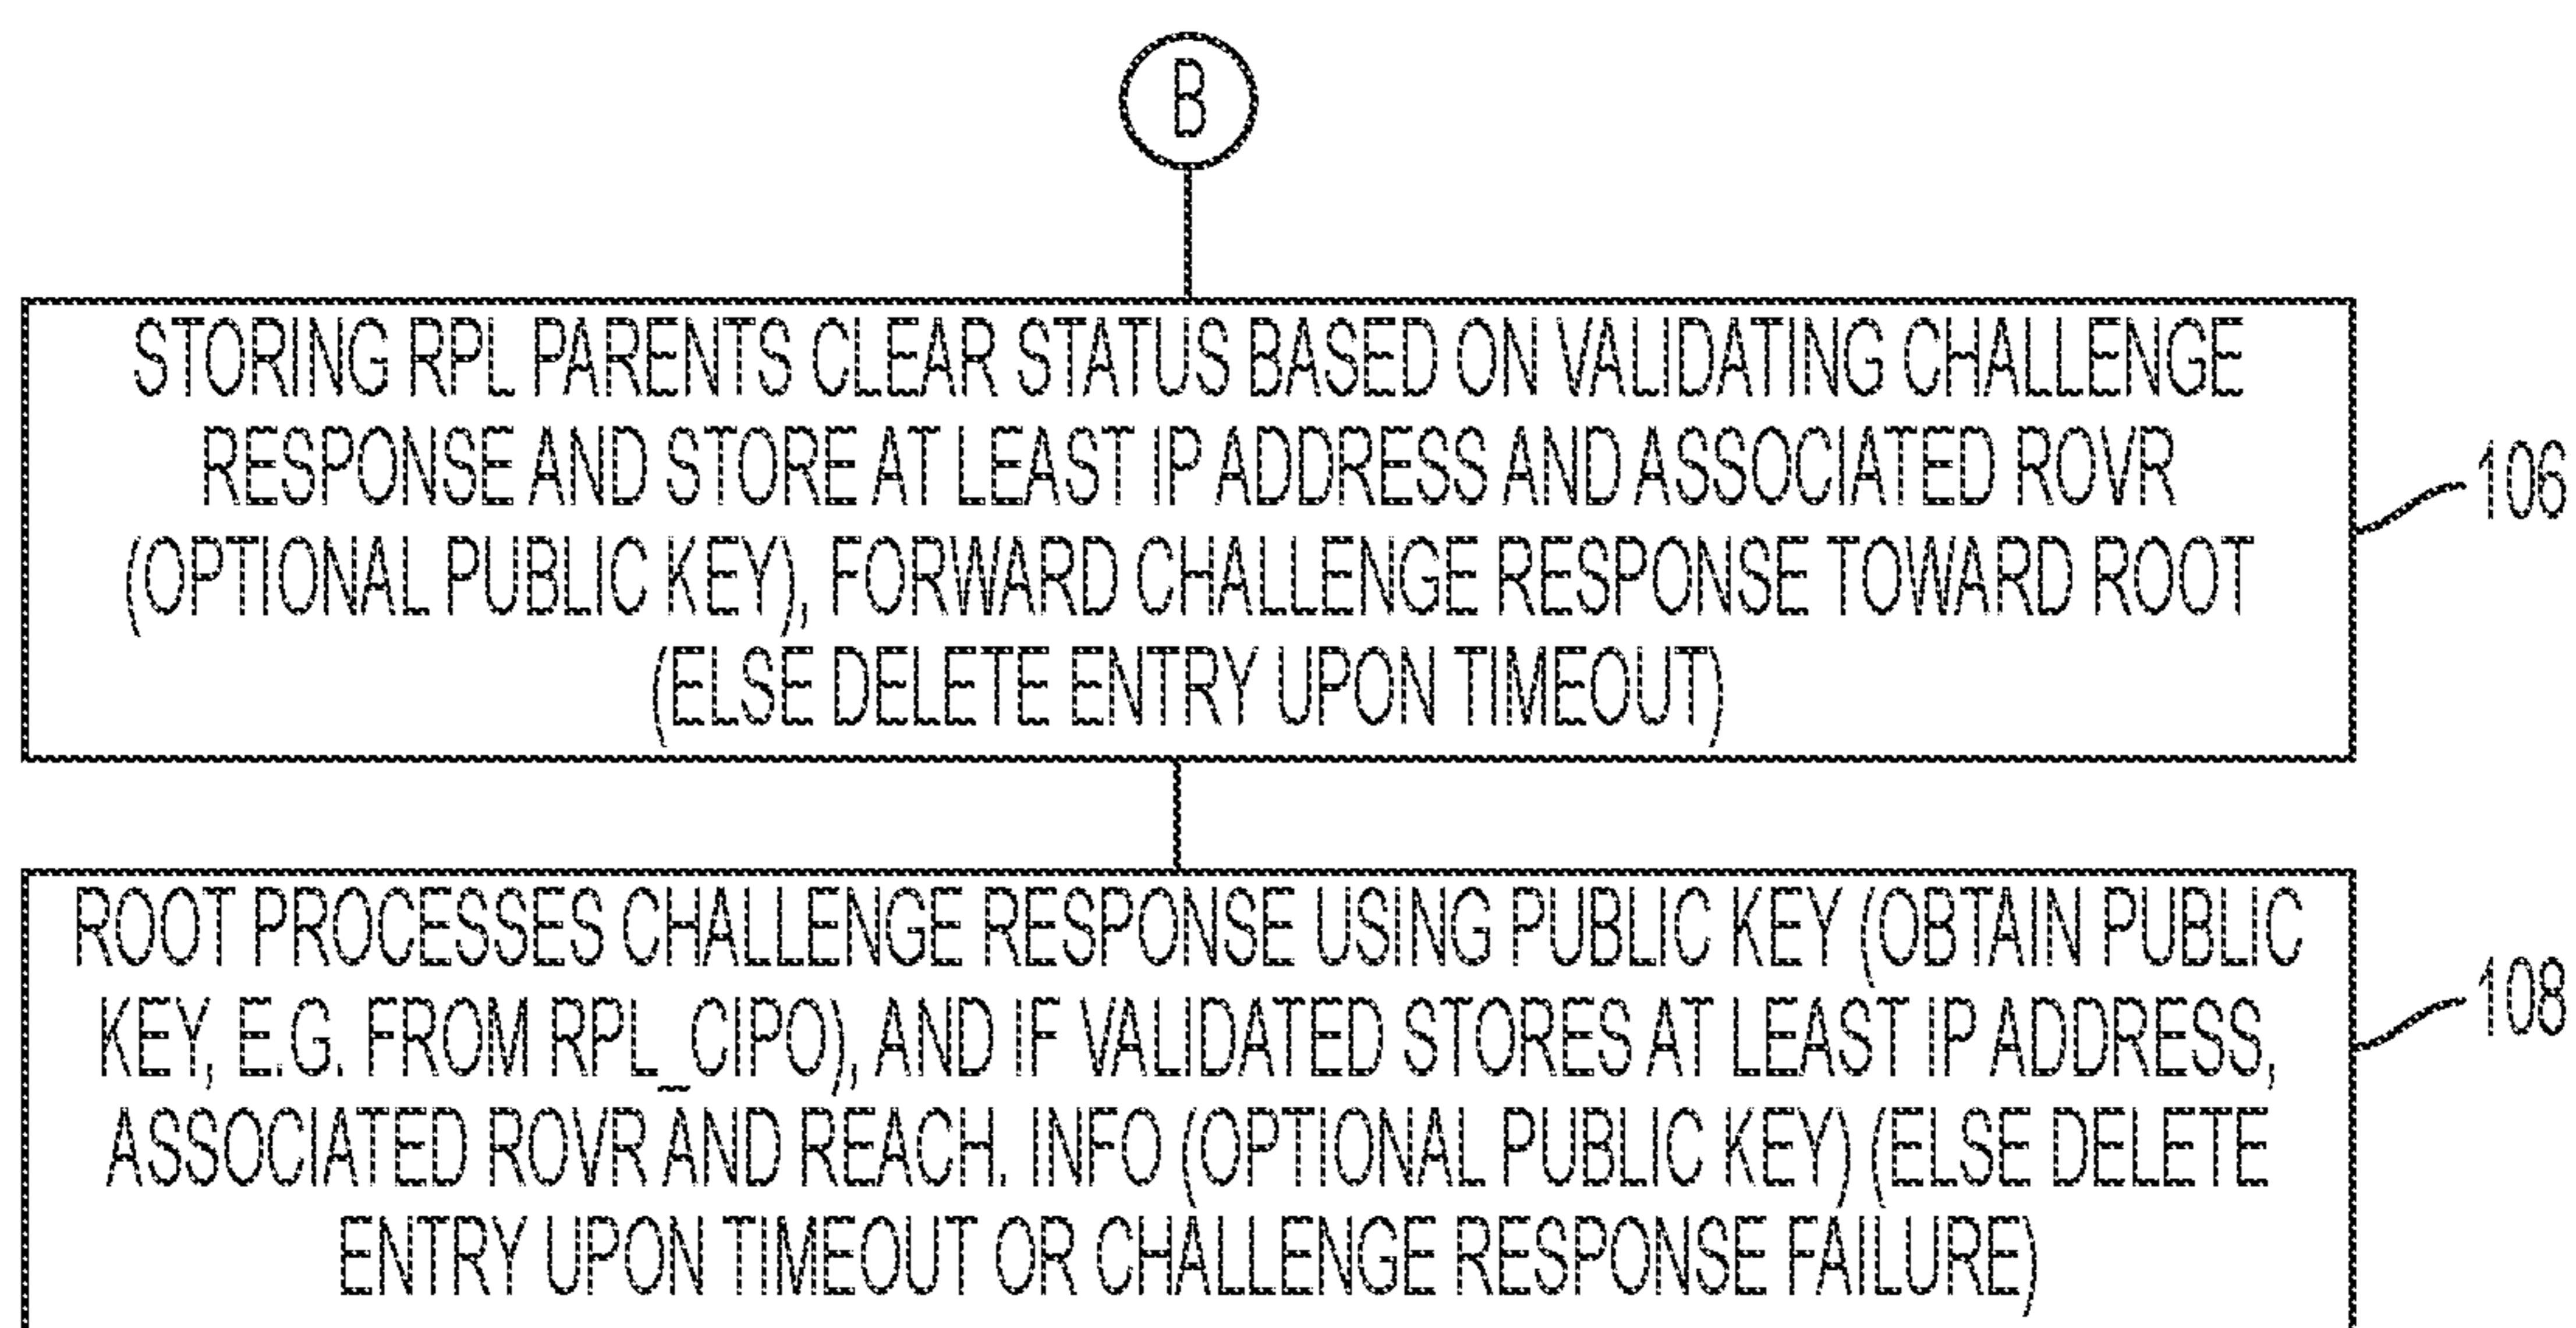 B
STORING RPL PARENTS CLEAR STATUS BASED ON VALIDATING CHALLENGE
RESPONSE AND STORE AT LEAST IP ADDRESS AND ASSOCIATED ROVR
(OPTIONAL PUBLIC KEY), FORWARD CHALLENGE RESPONSE TOWARD ROOT
(ELSE DELETE ENTRY UPON TIMEOUT)
106
ROOT PROCESSES CHALLENGE RESPONSE USING PUBLIC KEY (OBTAIN PUBLIC
KEY, E.G. FROM RPL_CIPO), AND IF VALIDATED STORES AT LEAST IP ADDRESS,
ASSOCIATED ROVR AND REACH. INFO (OPTIONAL PUBLIC KEY) (ELSE DELETE
ENTRY UPON TIMEOUT OR CHALLENGE RESPONSE FAILURE)
108